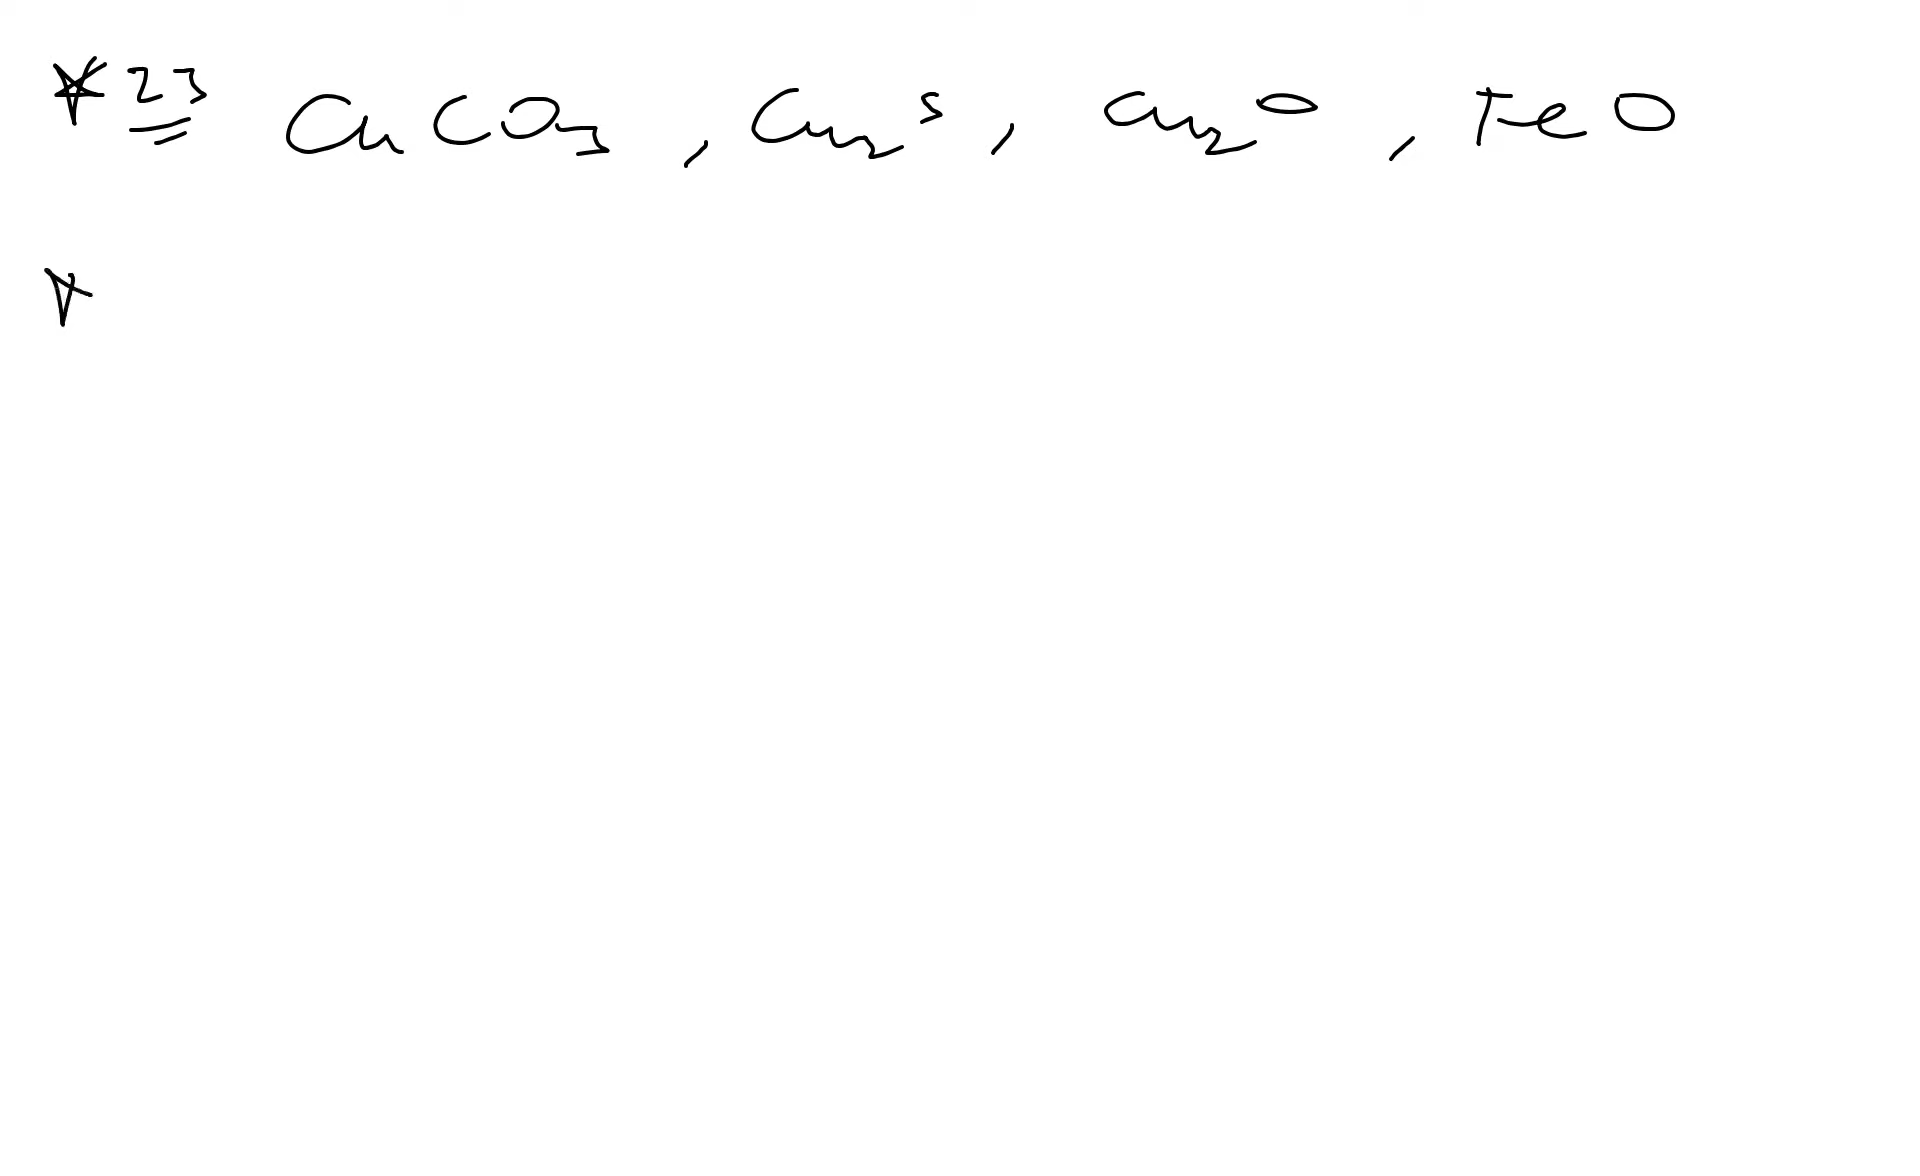 ★ 23 CuCO₃ , Cu₂S , Cu₂O , FeO